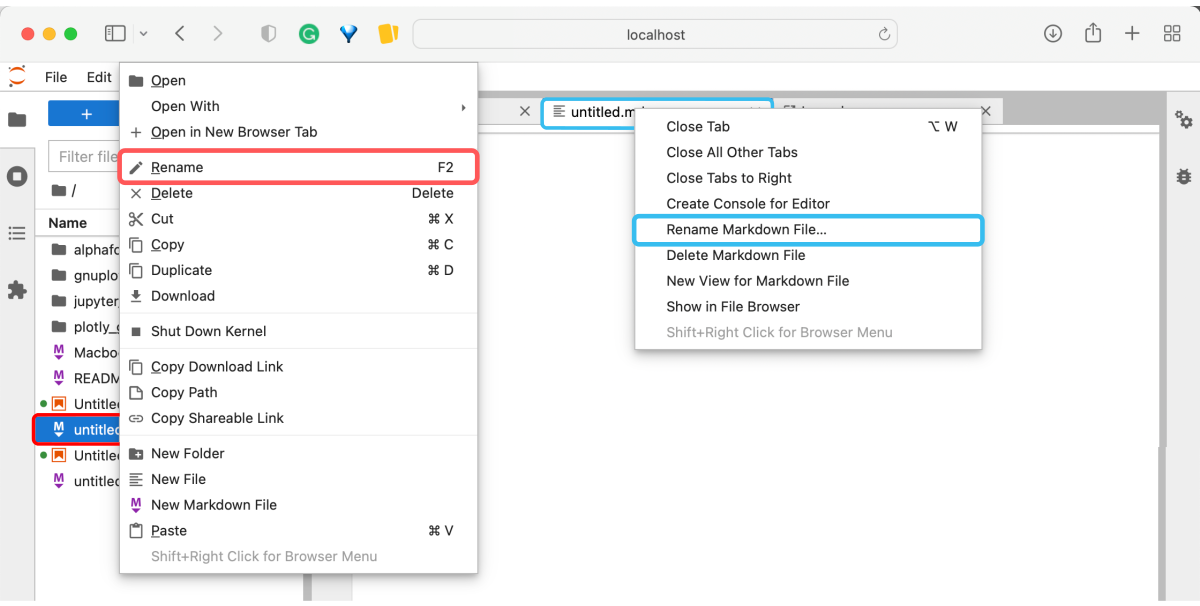 localhost
File
Edit
Open
Open With
Open in New Browser Tab
Rename F2
Delete Delete
Cut ⌘ X
Copy ⌘ C
Duplicate ⌘ D
Download
Shut Down Kernel
Copy Download Link
Copy Path
Copy Shareable Link
New Folder
New File
New Markdown File
Paste ⌘ V
Shift+Right Click for Browser Menu
Filter file
/
Name
alphafo
gnuplo
jupyter
plotly_
Macbo
READM
Untitle
untitled
Untitle
untitled
untitled.m
Close Tab ⌥ W
Close All Other Tabs
Close Tabs to Right
Create Console for Editor
Rename Markdown File...
Delete Markdown File
New View for Markdown File
Show in File Browser
Shift+Right Click for Browser Menu